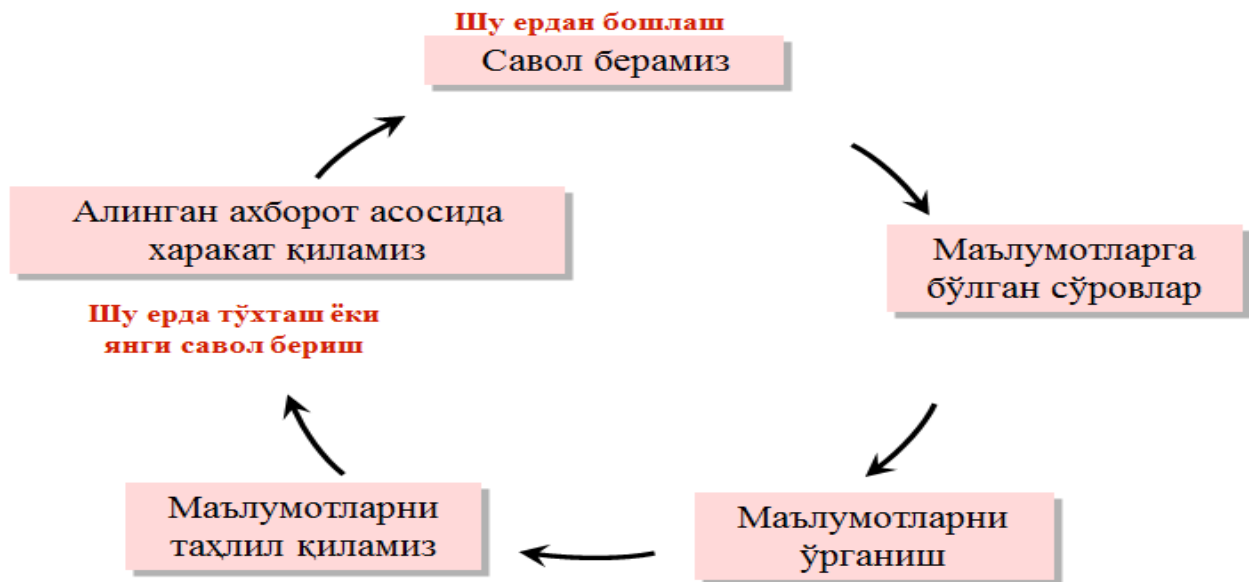 Шу ердан бошлаш
Савол берамиз
Маълумотларга
бўлган сўровлар
Маълумотларни
ўрганиш
Маълумотларни
таҳлил қиламиз
Алинган ахборот асосида
харакат қиламиз
Шу ерда тўхташ ёки
янги савол бериш